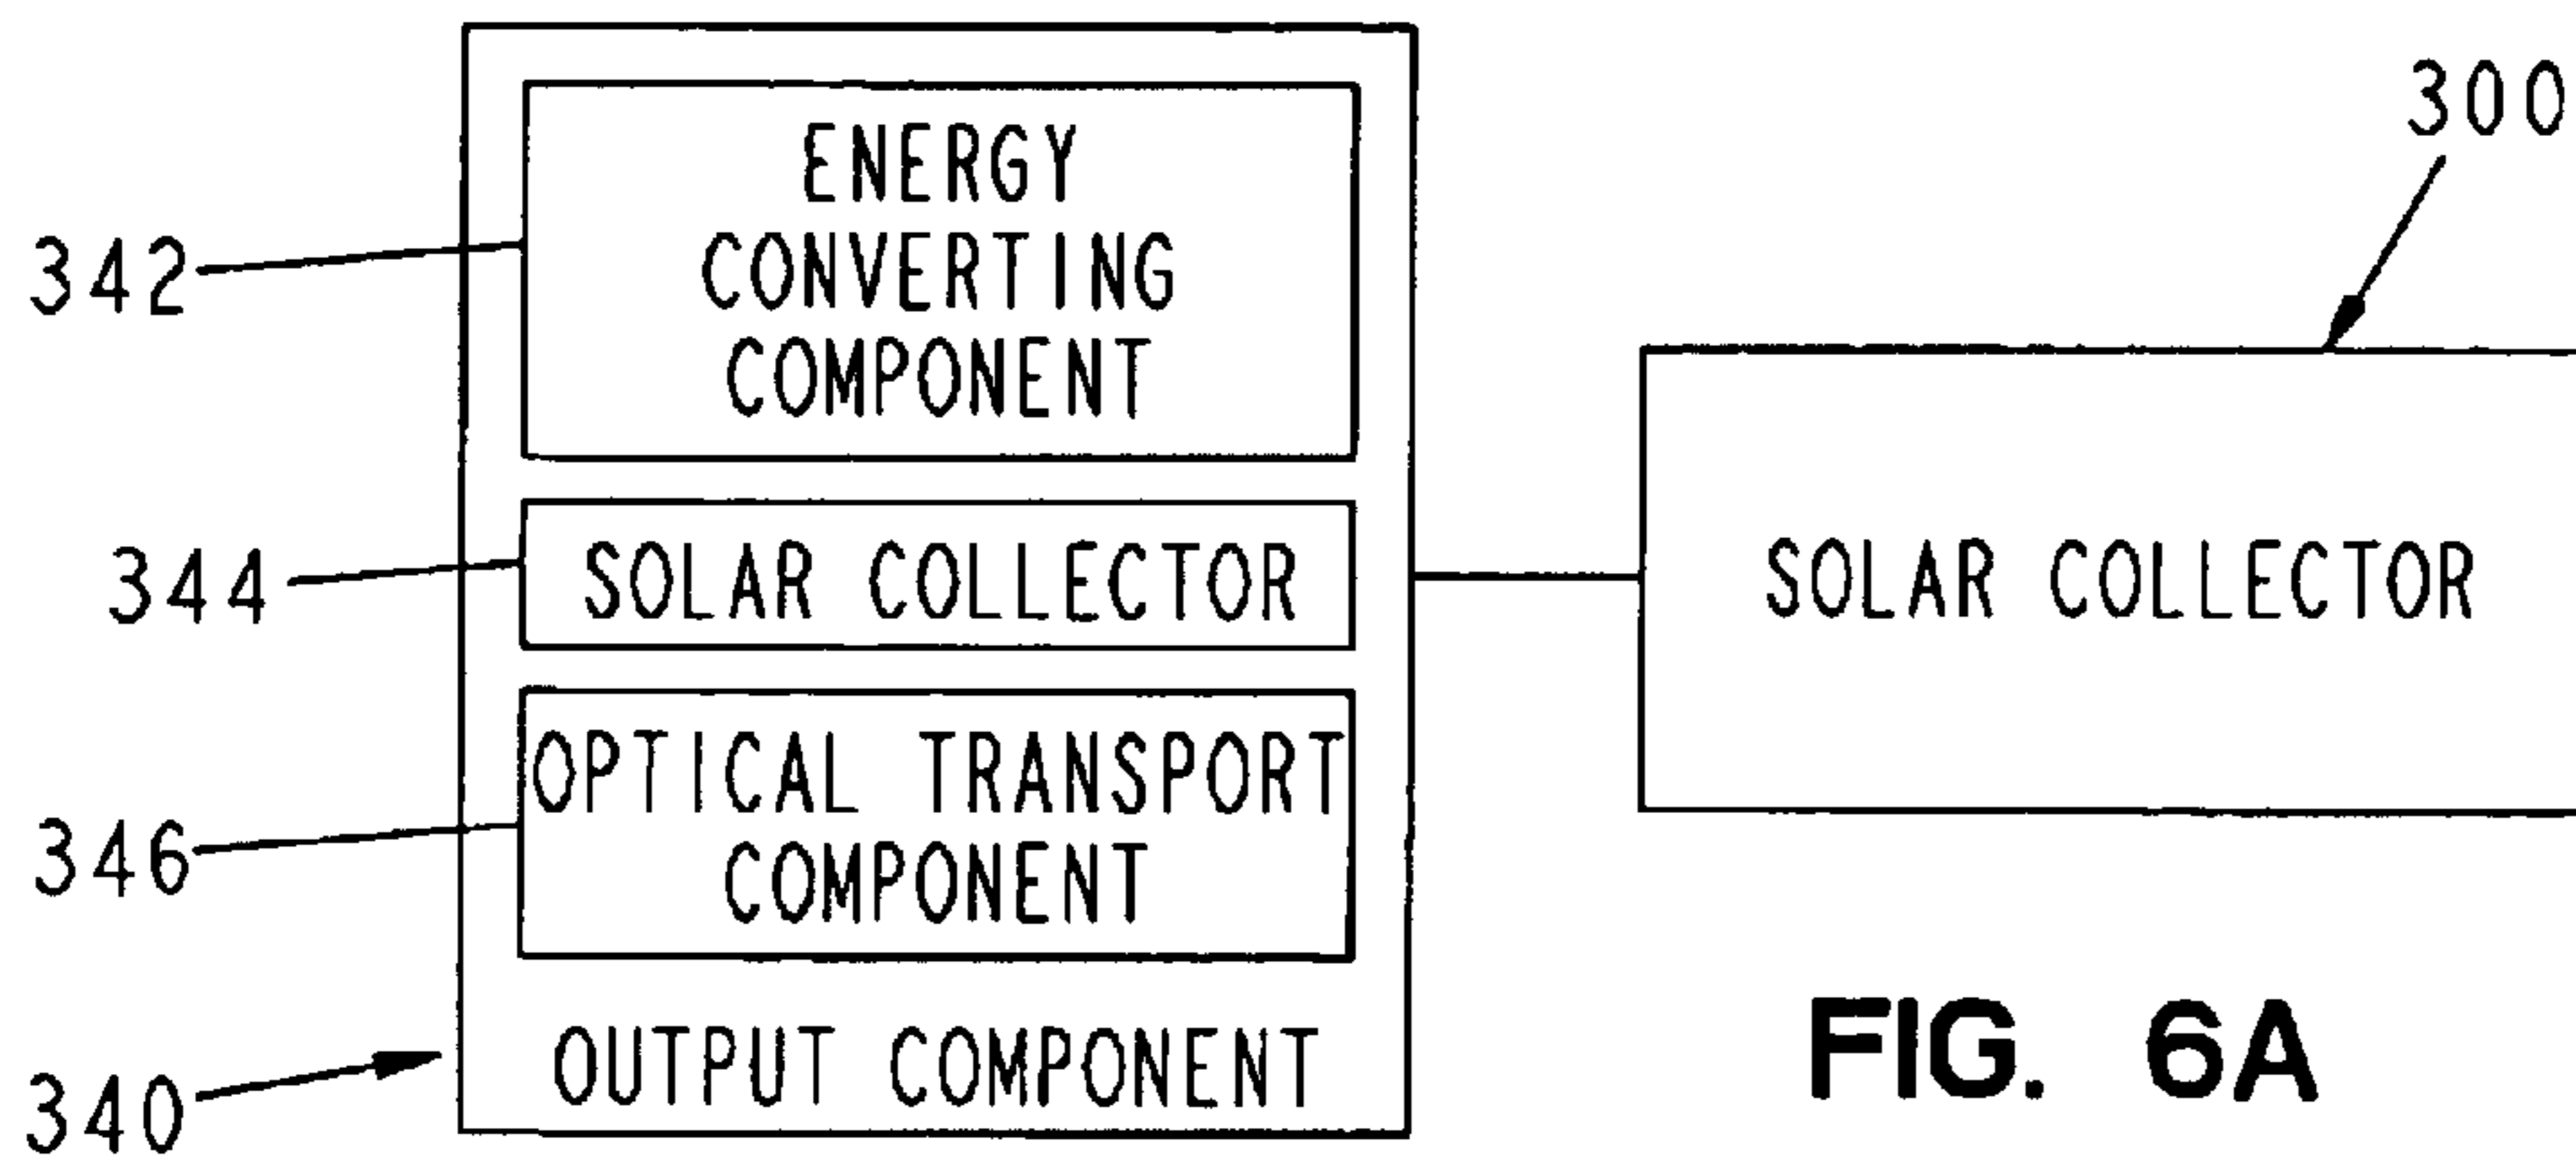 300
ENERGY
CONVERTING
COMPONENT
342
SOLAR COLLECTOR
344
SOLAR COLLECTOR
OPTICAL TRANSPORT
COMPONENT
346
OUTPUT COMPONENT
340
FIG. 6A